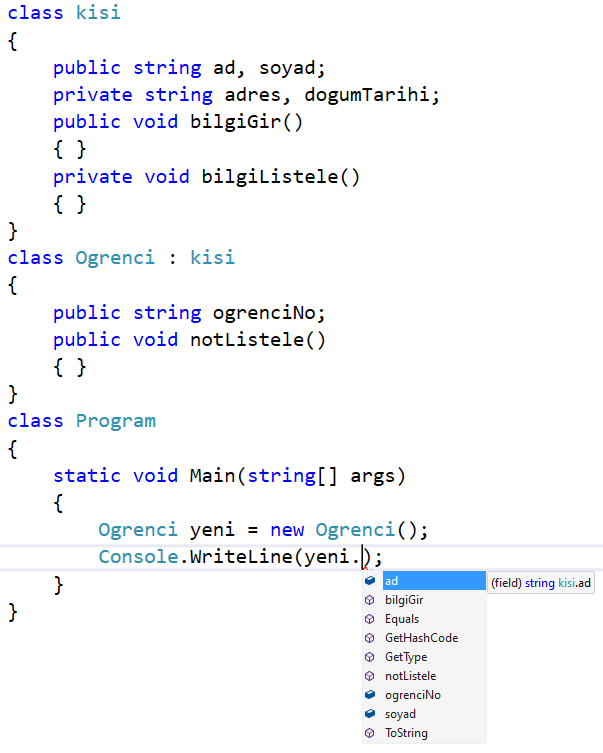 class kisi
{
public string ad, soyad;
private string adres, dogumTarihi;
public void bilgiGir()
{ }
private void bilgiListele()
{ }
}
class Ogrenci : kisi
{
public string ogrenciNo;
public void notListele()
{ }
}
class Program
{
static void Main(string[] args)
{
Ogrenci yeni = new Ogrenci();
Console.WriteLine(yeni.);
}
}
ad
(field) string kisi.ad
bilgiGir
Equals
GetHashCode
GetType
notListele
ogrenciNo
soyad
ToString